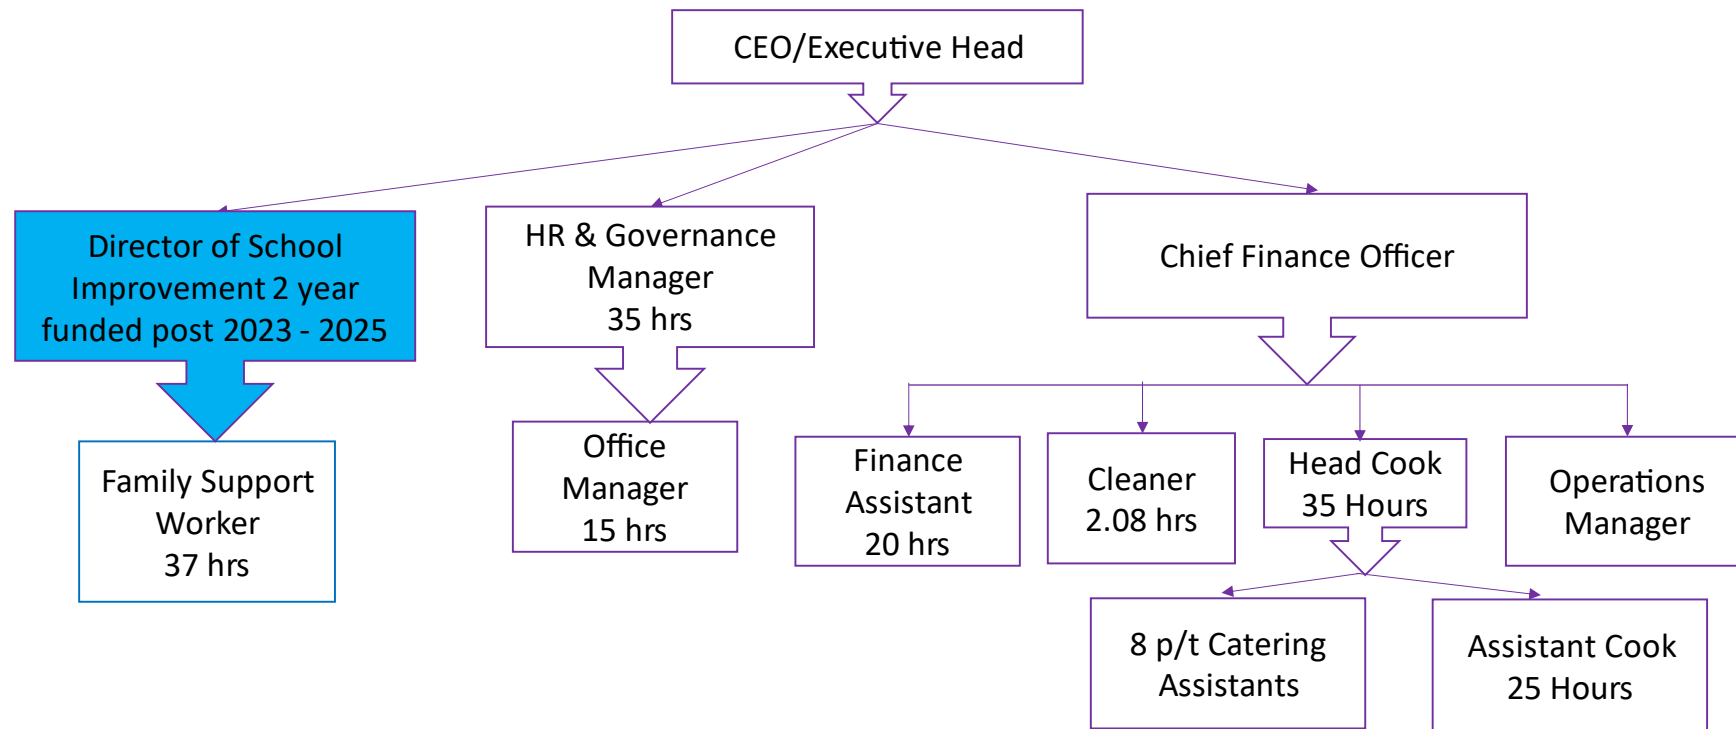 CEO/Executive Head
Director of School
Improvement 2 year
funded post 2023 - 2025
HR & Governance
Manager
35 hrs
Chief Finance Officer
Family Support
Worker
37 hrs
Office
Manager
15 hrs
Finance
Assistant
20 hrs
Cleaner
2.08 hrs
Head Cook
35 Hours
Operations
Manager
8 p/t Catering
Assistants
Assistant Cook
25 Hours